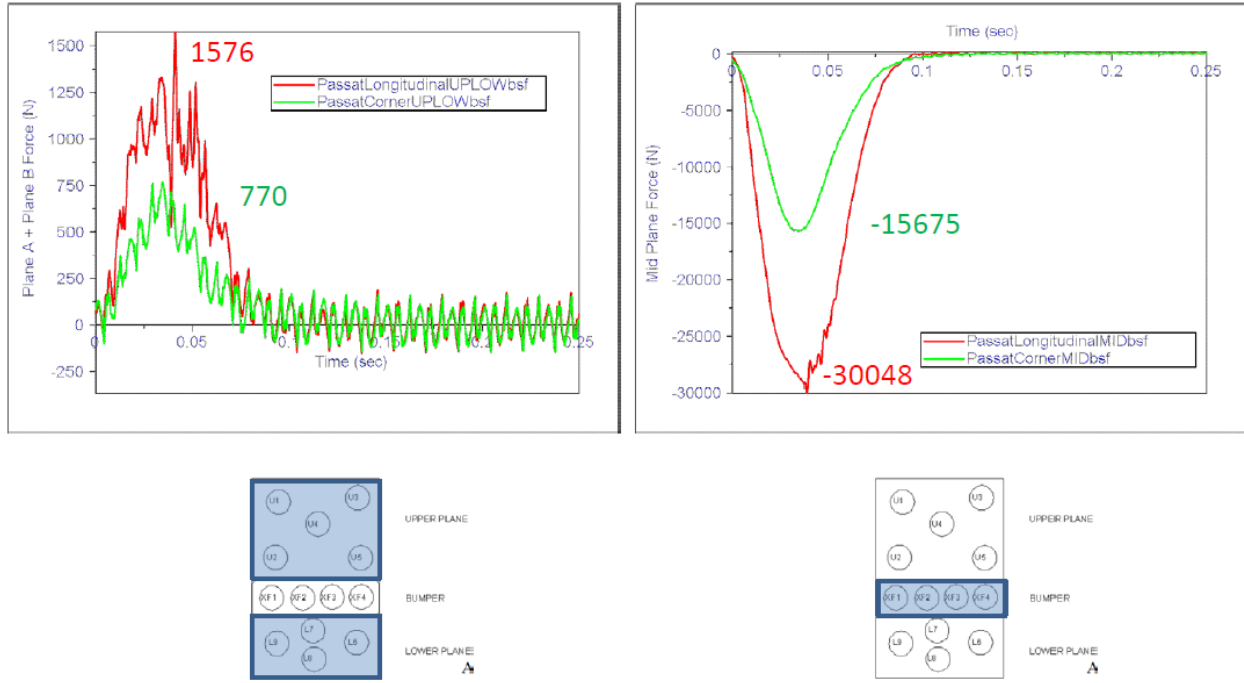 1500
1250
1000
750
500
250
0
-250
Plane A + Plane B Force (N)
1576
PassatLongitudinalUPLOWbsf
PassatCornerUPLOWbsf
770
0 0.05 0.1 0.15 0.2 0.25
Time (sec)
Time (sec)
0
-5000
-10000
-15000
-20000
-25000
-30000
Mid Plane Force (N)
0 0.05 0.1 0.15 0.2 0.25
-15675
PassatLongitudinalMIDbsf
PassatCornerMIDbsf
-30048
U1 U3
U4
U2 U5
UPPER PLANE
XF1 XF2 XF3 XF4
BUMPER
L7
L9 L6
L8
LOWER PLANE
A
U1 U3
U4
U2 U5
UPPER PLANE
XF1 XF2 XF3 XF4
BUMPER
L7
L9 L6
L8
LOWER PLANE
A